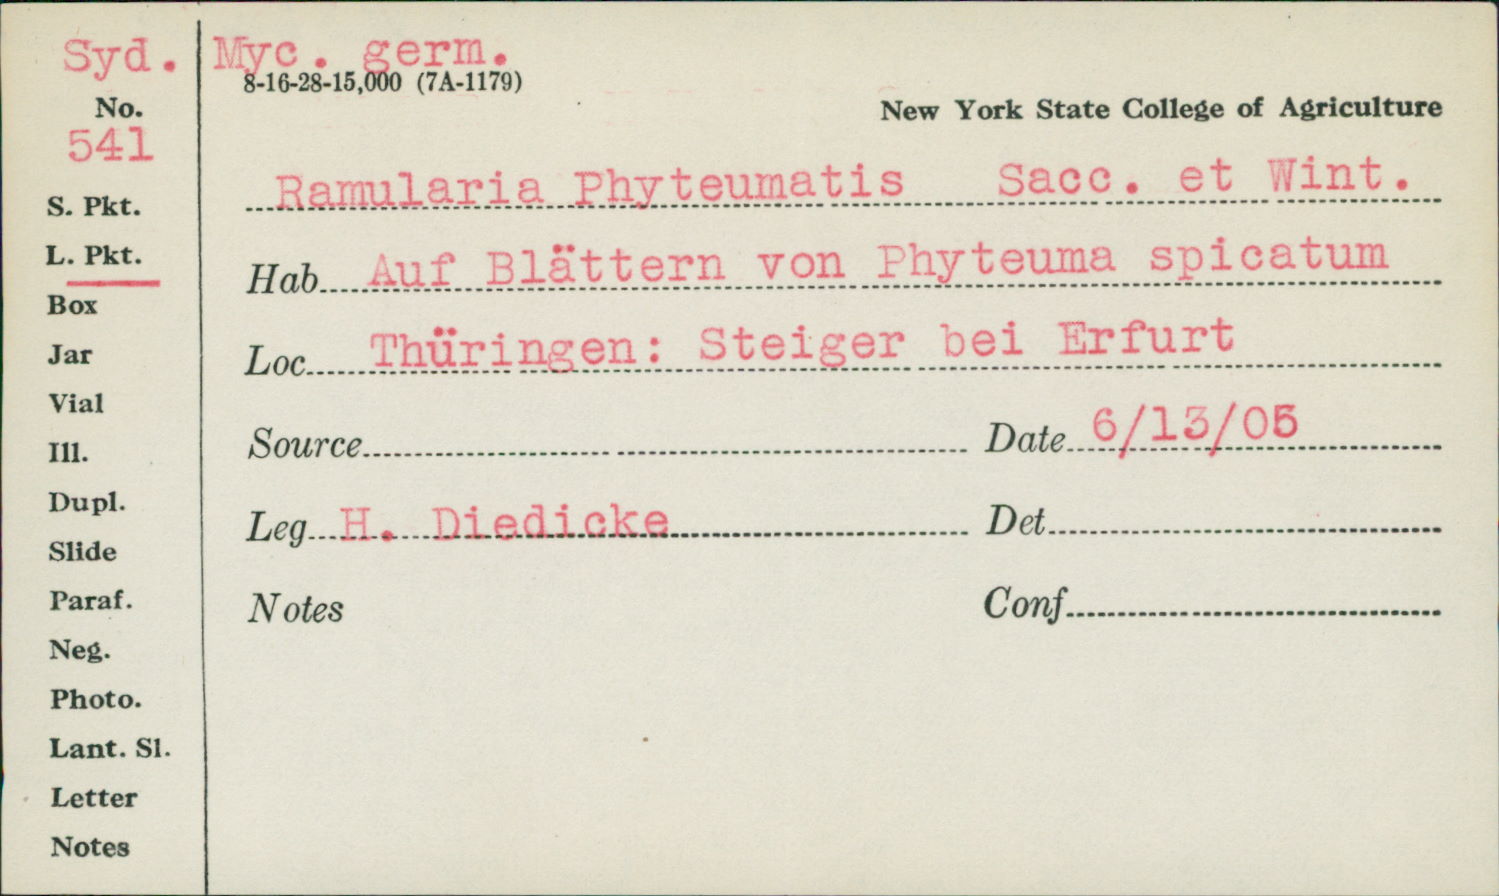 Syd. Myc. germ.
8-16-28-15,000 (7A-1179)
No.
New York State College of Agriculture
541
Ramularia Phyteumatis Sacc. et Wint.
S. Pkt.
L. Pkt.
Hab Auf Blättern von Phyteuma spicatum
Box
Jar
Loc Thüringen: Steiger bei Erfurt
Vial
Ill.
Source Date 6/13/05
Dupl.
Leg H. Diedicke Det
Slide
Paraf.
Notes Conf
Neg.
Photo.
Lant. Sl.
Letter
Notes